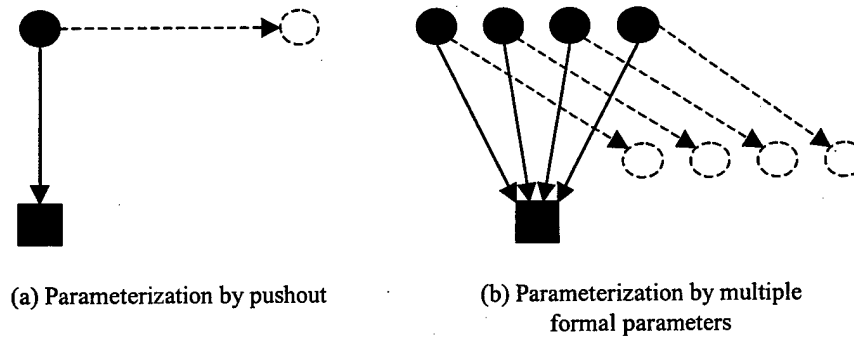 (a) Parameterization by pushout
(b) Parameterization by multiple
formal parameters